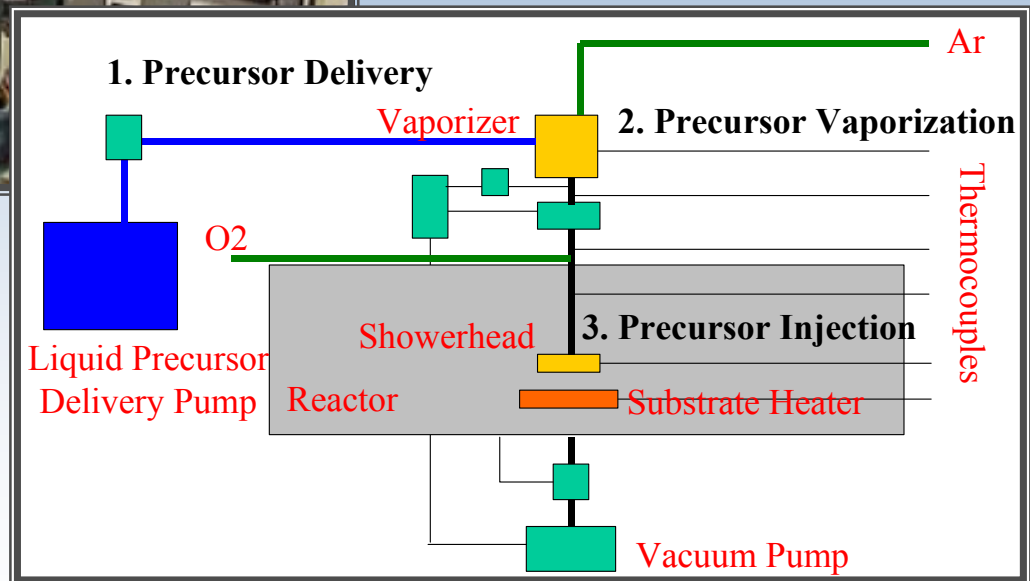 Ar
1. Precursor Delivery
Vaporizer
2. Precursor Vaporization
Thermocouples
O2
Showerhead
3. Precursor Injection
Liquid Precursor
Delivery Pump
Reactor
Substrate Heater
Vacuum Pump